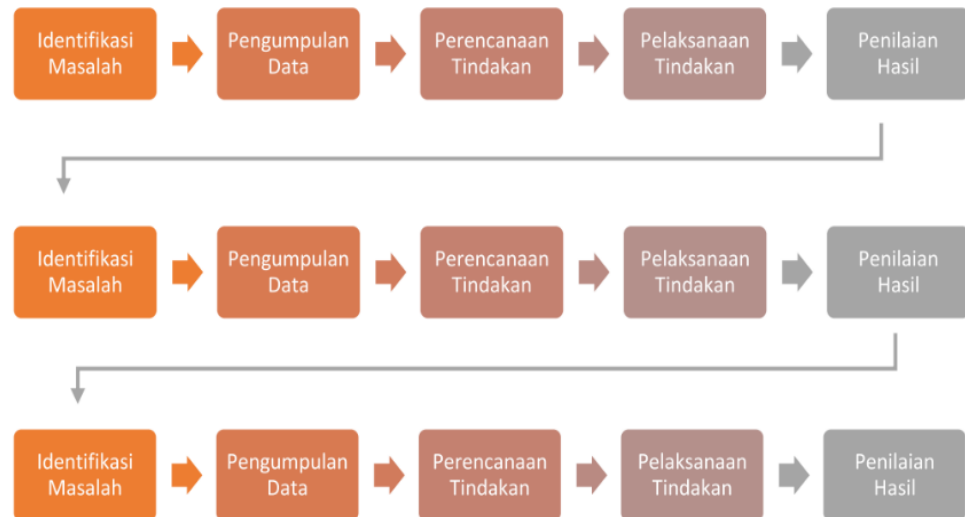 Identifikasi
Masalah
Pengumpulan
Data
Perencanaan
Tindakan
Pelaksanaan
Tindakan
Penilaian
Hasil
Identifikasi
Masalah
Pengumpulan
Data
Perencanaan
Tindakan
Pelaksanaan
Tindakan
Penilaian
Hasil
Identifikasi
Masalah
Pengumpulan
Data
Perencanaan
Tindakan
Pelaksanaan
Tindakan
Penilaian
Hasil